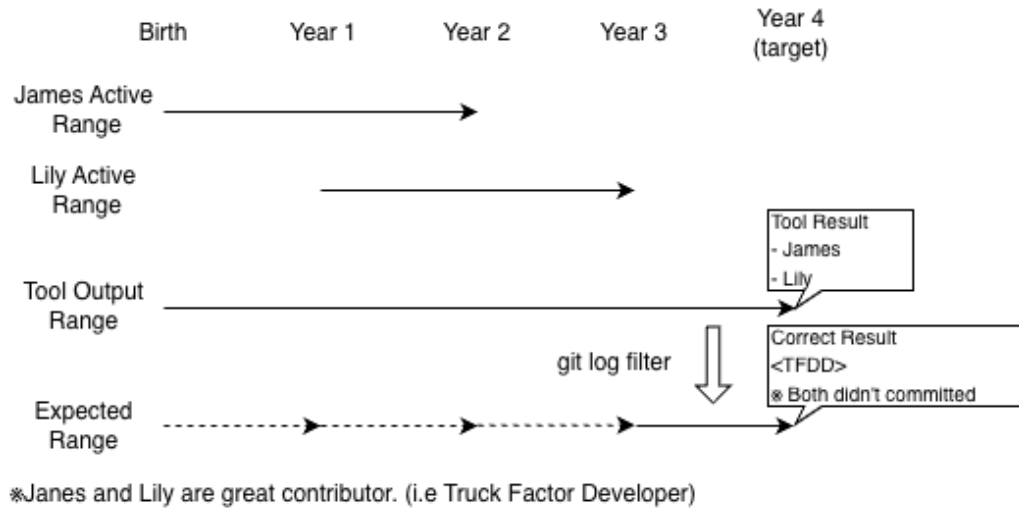 Birth
Year 1
Year 2
Year 3
Year 4
(target)
James Active
Range
Lily Active
Range
Tool Result
- James
- Lily
Tool Output
Range
git log filter
Correct Result
<TFDD>
※ Both didn't committed
Expected
Range
※Janes and Lily are great contributor. (i.e Truck Factor Developer)